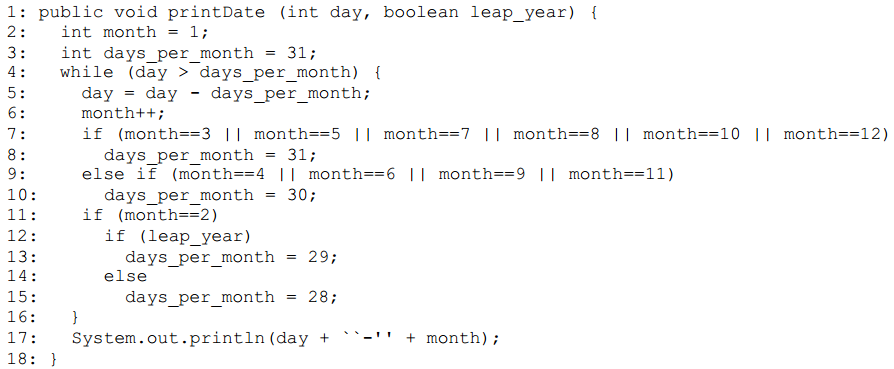 1: public void printDate (int day, boolean leap_year) {
2:   int month = 1;
3:   int days_per_month = 31;
4:   while (day > days_per_month) {
5:     day = day - days_per_month;
6:     month++;
7:     if (month==3 || month==5 || month==7 || month==8 || month==10 || month==12)
8:       days_per_month = 31;
9:     else if (month==4 || month==6 || month==9 || month==11)
10:      days_per_month = 30;
11:    if (month==2)
12:      if (leap_year)
13:        days_per_month = 29;
14:      else
15:        days_per_month = 28;
16:   }
17:   System.out.println(day + ``-'' + month);
18: }